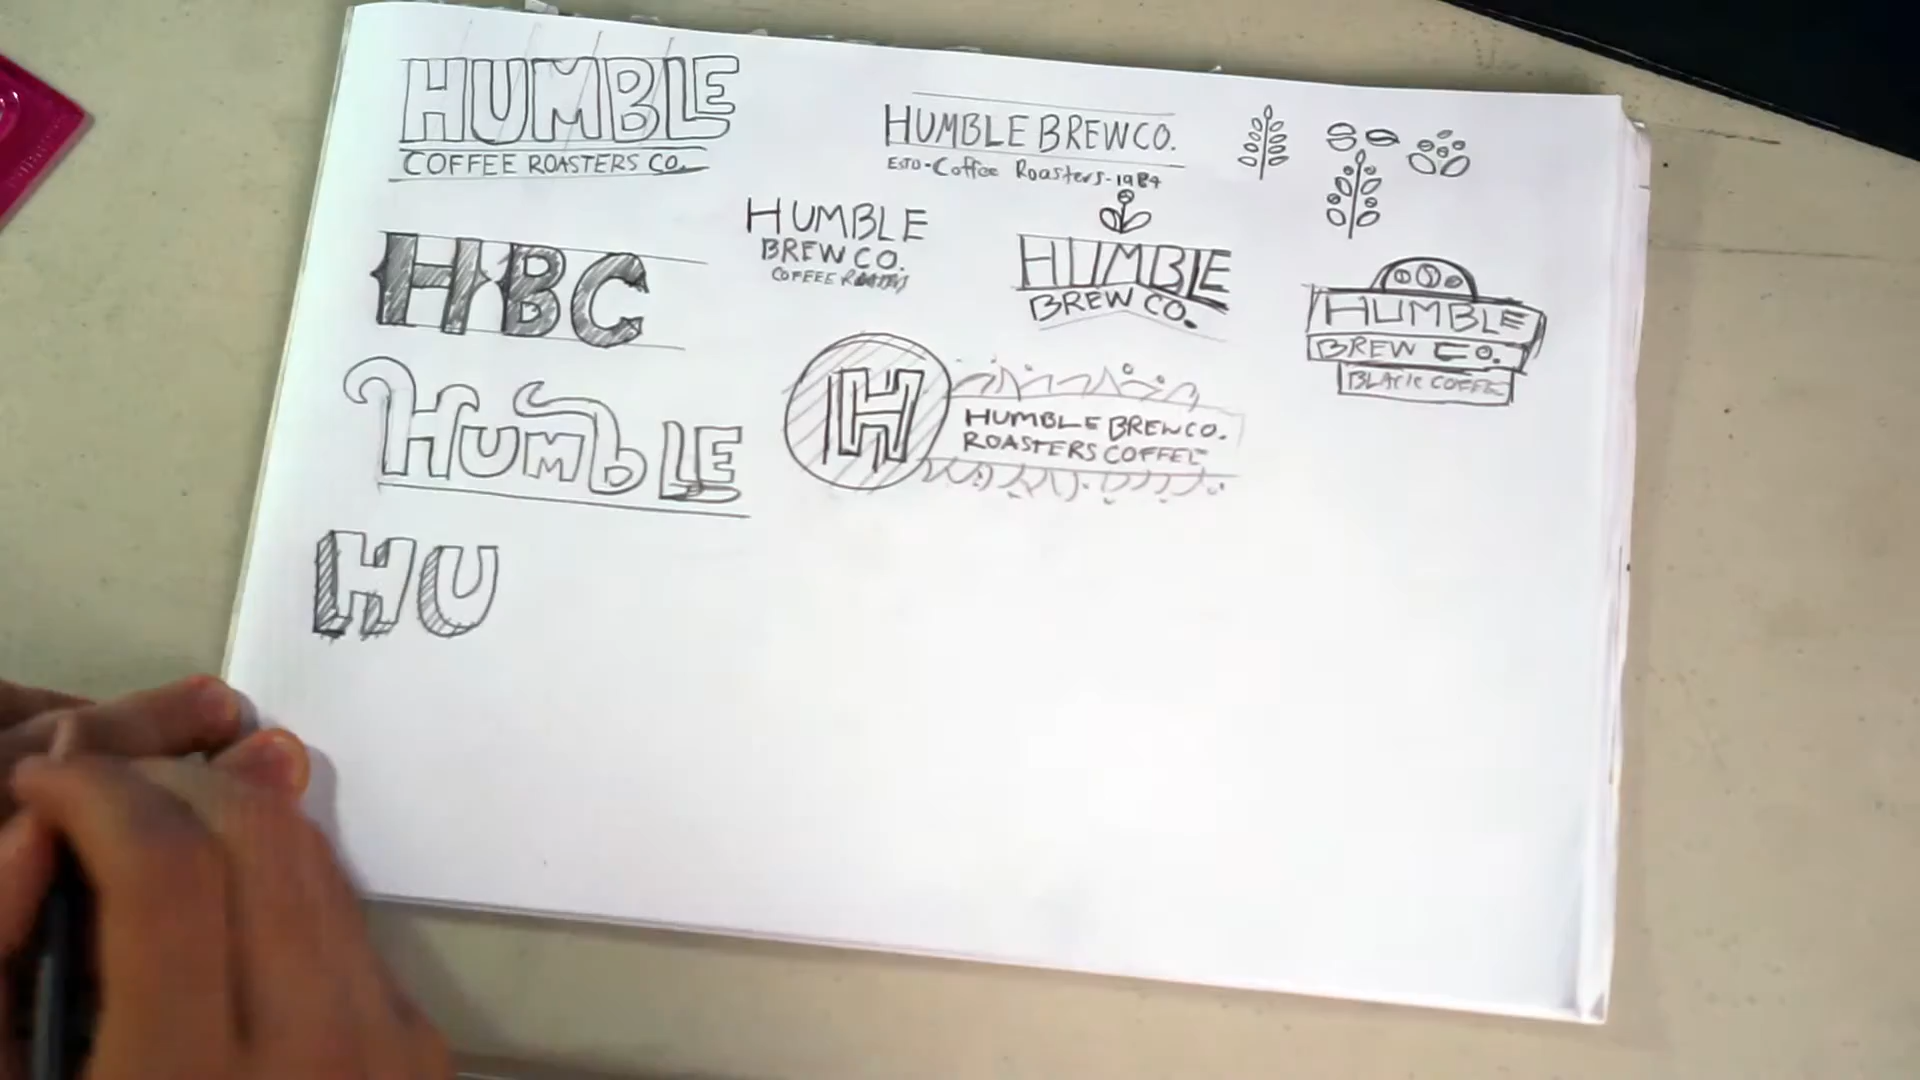 HUMBLE
COFFEE ROASTERS CO.
HUMBLE BREW CO.
ESTD-Coffee Roasters-1984
HBC
HUMBLE
BREW CO.
COFFEE
HUMBLE
BREW CO.
HUMBLE
BREW CO.
BLACK COFFEE
HUMBLE
H
HUMBLE BREW CO.
ROASTERS COFFEE
HU